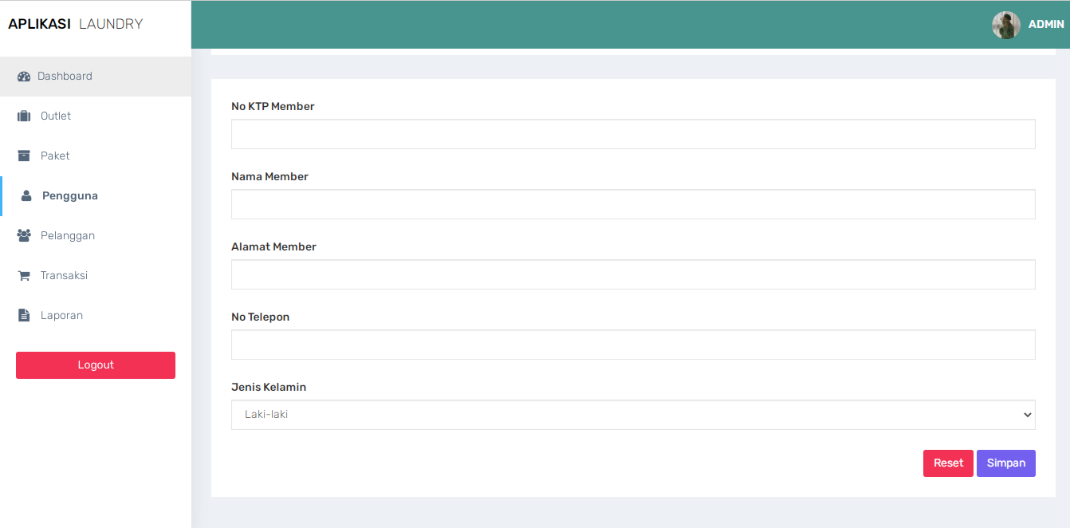 APLIKASI LAUNDRY
ADMIN
Dashboard
Outlet
Paket
Pengguna
Pelanggan
Transaksi
Laporan
Logout
No KTP Member
Nama Member
Alamat Member
No Telepon
Jenis Kelamin
Laki-laki
Reset Simpan